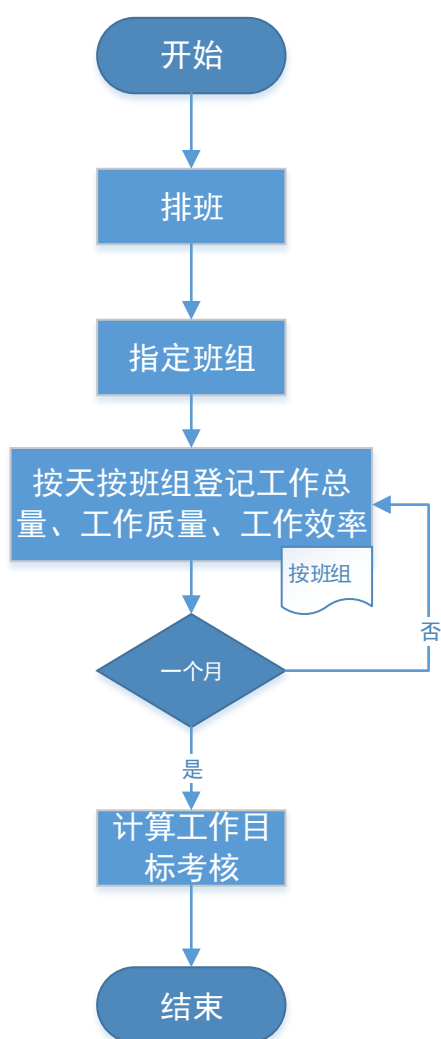 开始
排班
指定班组
按天按班组登记工作总
量、工作质量、工作效率
按班组
一个月
否
是
计算工作目
标考核
结束